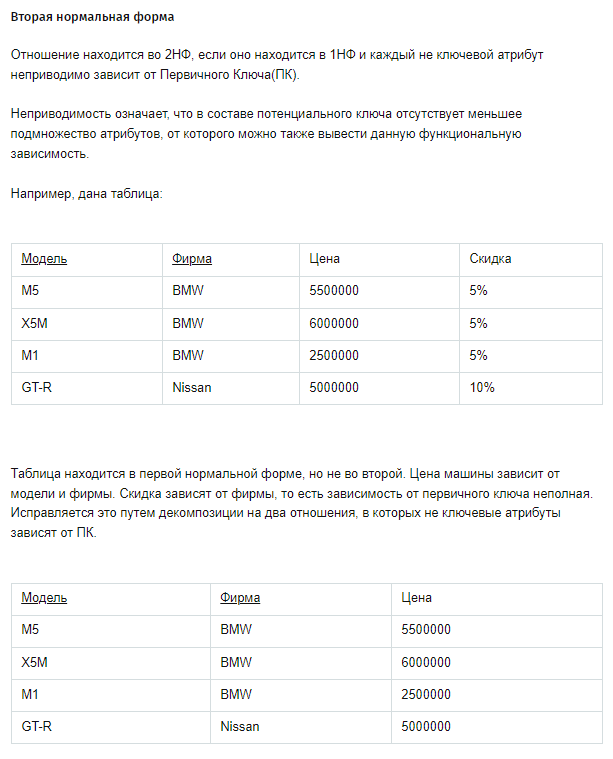 Вторая нормальная форма
Отношение находится во 2НФ, если оно находится в 1НФ и каждый не ключевой атрибут
неприводимо зависит от Первичного Ключа(ПК).
Неприводимость означает, что в составе потенциального ключа отсутствует меньшее
подмножество атрибутов, от которого можно также вывести данную функциональную
зависимость.
Например, дана таблица:
Модель Фирма Цена Скидка
M5 BMW 5500000 5%
X5M BMW 6000000 5%
M1 BMW 2500000 5%
GT-R Nissan 5000000 10%
Таблица находится в первой нормальной форме, но не во второй. Цена машины зависит от
модели и фирмы. Скидка зависят от фирмы, то есть зависимость от первичного ключа неполная.
Исправляется это путем декомпозиции на два отношения, в которых не ключевые атрибуты
зависят от ПК.
Модель Фирма Цена
M5 BMW 5500000
X5M BMW 6000000
M1 BMW 2500000
GT-R Nissan 5000000